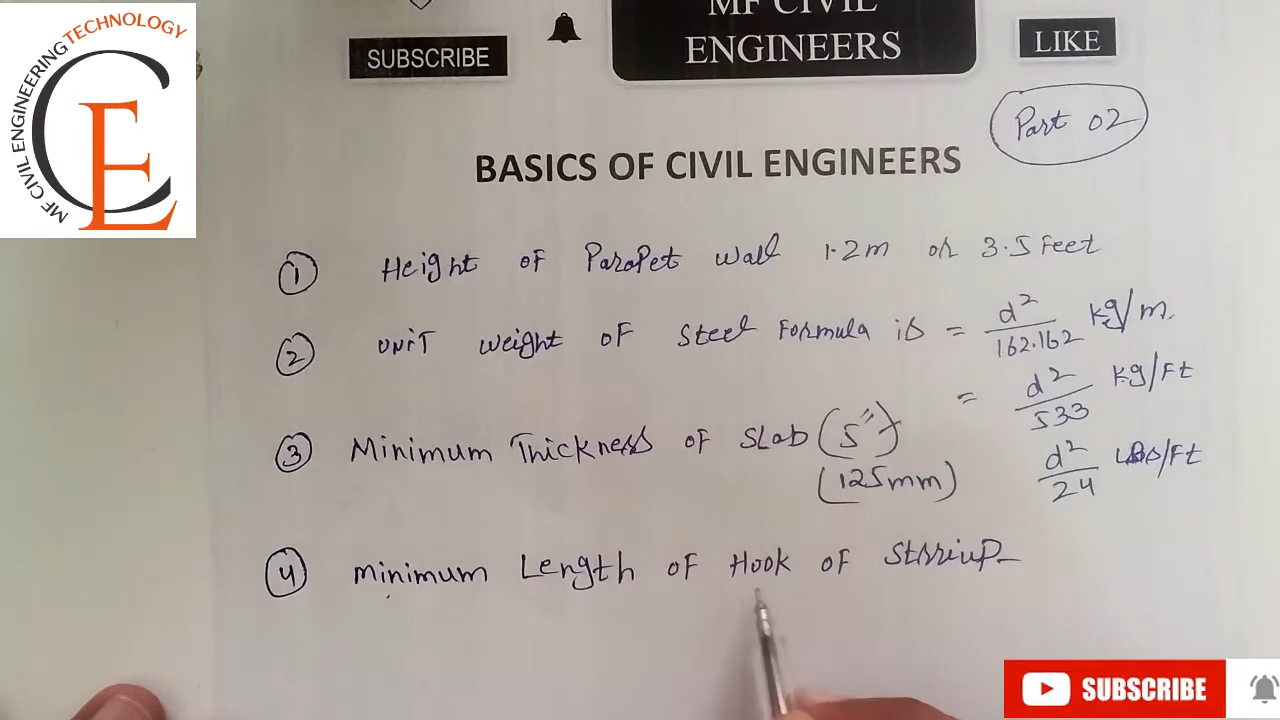 MF CIVIL ENGINEERING TECHNOLOGY
CE
SUBSCRIBE
MF CIVIL
ENGINEERS
LIKE
Part 02
BASICS OF CIVIL ENGINEERS
1 Height of Parapet wall 1.2m or 3.5 Feet
2 UNIT weight of Steel Formula is = d²/162.162 kg/m.
= d²/533 kg/Ft
3 Minimum Thickness of SLab (5")
(125mm)
d²/24 LBs/Ft
4 minimum Length of Hook of Strriup
SUBSCRIBE